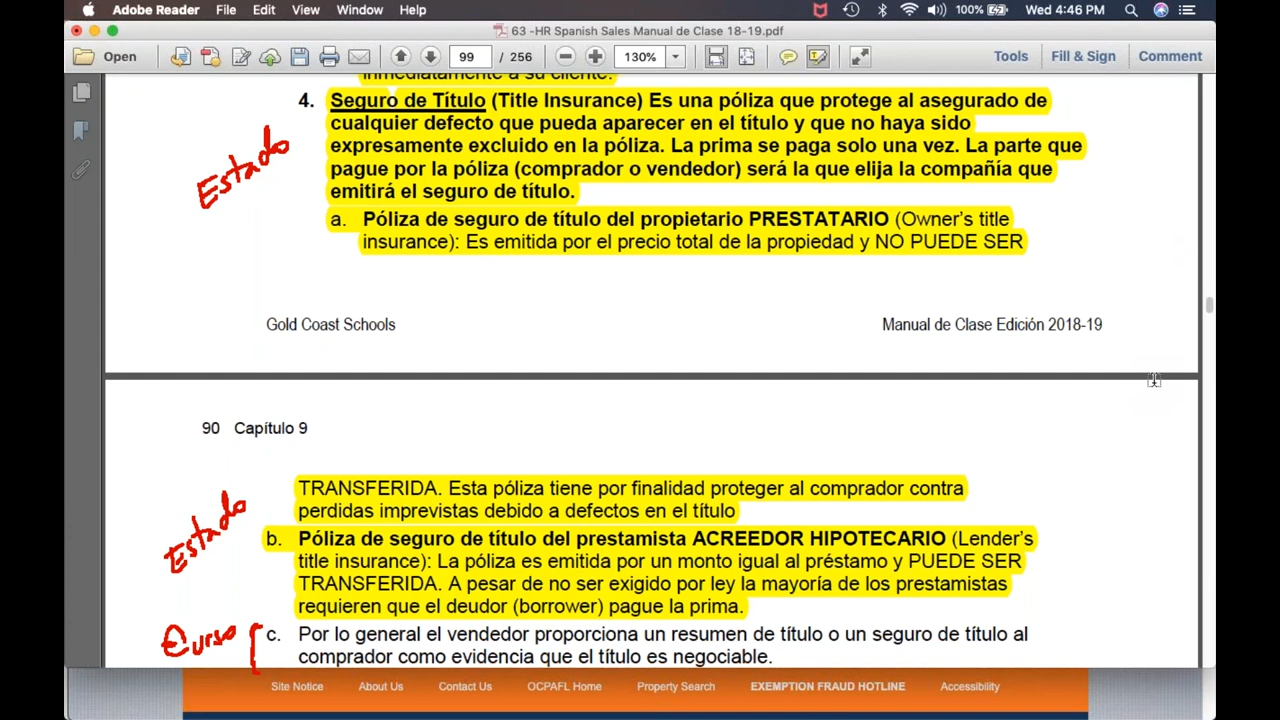 Adobe Reader File Edit View Window Help 100% Wed 4:46 PM
63 -HR Spanish Sales Manual de Clase 18-19.pdf
Open 99 / 256 130% Tools Fill & Sign Comment
inmediatamente a su cliente.
4. Seguro de Título (Title Insurance) Es una póliza que protege al asegurado de
cualquier defecto que pueda aparecer en el título y que no haya sido
expresamente excluido en la póliza. La prima se paga solo una vez. La parte que
pague por la póliza (comprador o vendedor) será la que elija la compañía que
emitirá el seguro de título.
Estado
a. Póliza de seguro de título del propietario PRESTATARIO (Owner's title
insurance): Es emitida por el precio total de la propiedad y NO PUEDE SER
Gold Coast Schools Manual de Clase Edición 2018-19
90 Capítulo 9
TRANSFERIDA. Esta póliza tiene por finalidad proteger al comprador contra
perdidas imprevistas debido a defectos en el título
Estado
b. Póliza de seguro de título del prestamista ACREEDOR HIPOTECARIO (Lender's
title insurance): La póliza es emitida por un monto igual al préstamo y PUEDE SER
TRANSFERIDA. A pesar de no ser exigido por ley la mayoría de los prestamistas
requieren que el deudor (borrower) pague la prima.
Curso
c. Por lo general el vendedor proporciona un resumen de título o un seguro de título al
comprador como evidencia que el título es negociable.
Site Notice About Us Contact Us OCPAFL Home Property Search EXEMPTION FRAUD HOTLINE Accessibility